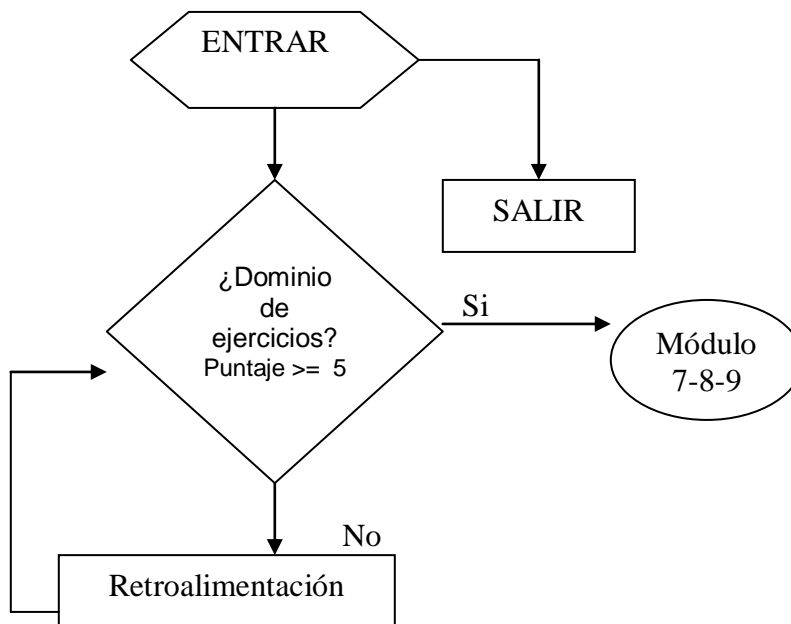 ENTRAR
SALIR
¿Dominio
de
ejercicios?
Puntaje >= 5
Si
Módulo
7-8-9
No
Retroalimentación